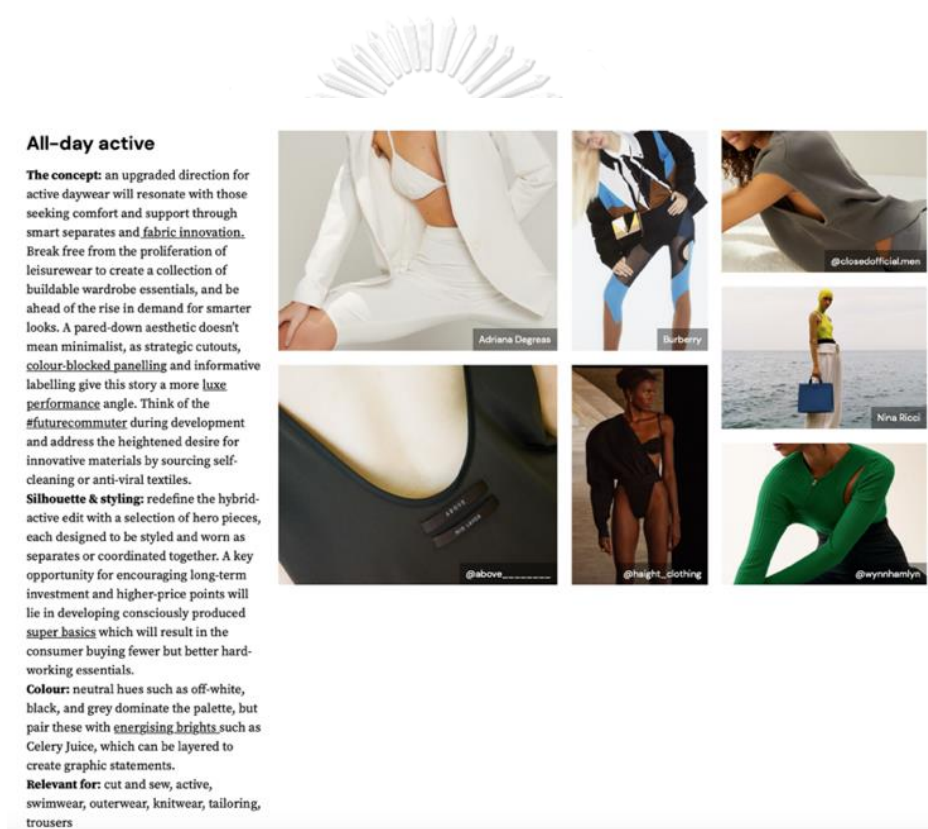 All-day active
The concept: an upgraded direction for
active daywear will resonate with those
seeking comfort and support through
smart separates and fabric innovation.
Break free from the proliferation of
leisurewear to create a collection of
buildable wardrobe essentials, and be
ahead of the rise in demand for smarter
looks. A pared-down aesthetic doesn't
mean minimalist, as strategic cutouts,
colour-blocked panelling and informative
labelling give this story a more luxe
performance angle. Think of the
#futurecommuter during development
and address the heightened desire for
innovative materials by sourcing self-
cleaning or anti-viral textiles.
Silhouette & styling: redefine the hybrid-
active edit with a selection of hero pieces,
each designed to be styled and worn as
separates or coordinated together. A key
opportunity for encouraging long-term
investment and higher-price points will
lie in developing consciously produced
super basics which will result in the
consumer buying fewer but better hard-
working essentials.
Colour: neutral hues such as off-white,
black, and grey dominate the palette, but
pair these with energising brights such as
Celery Juice, which can be layered to
create graphic statements.
Relevant for: cut and sew, active,
swimwear, outerwear, knitwear, tailoring,
trousers
Adriana Degreas
Burberry
@closedofficial.men
Nina Ricci
ABOVE
MID LAYER
@above_________
@haight_clothing
@wynnhamlyn